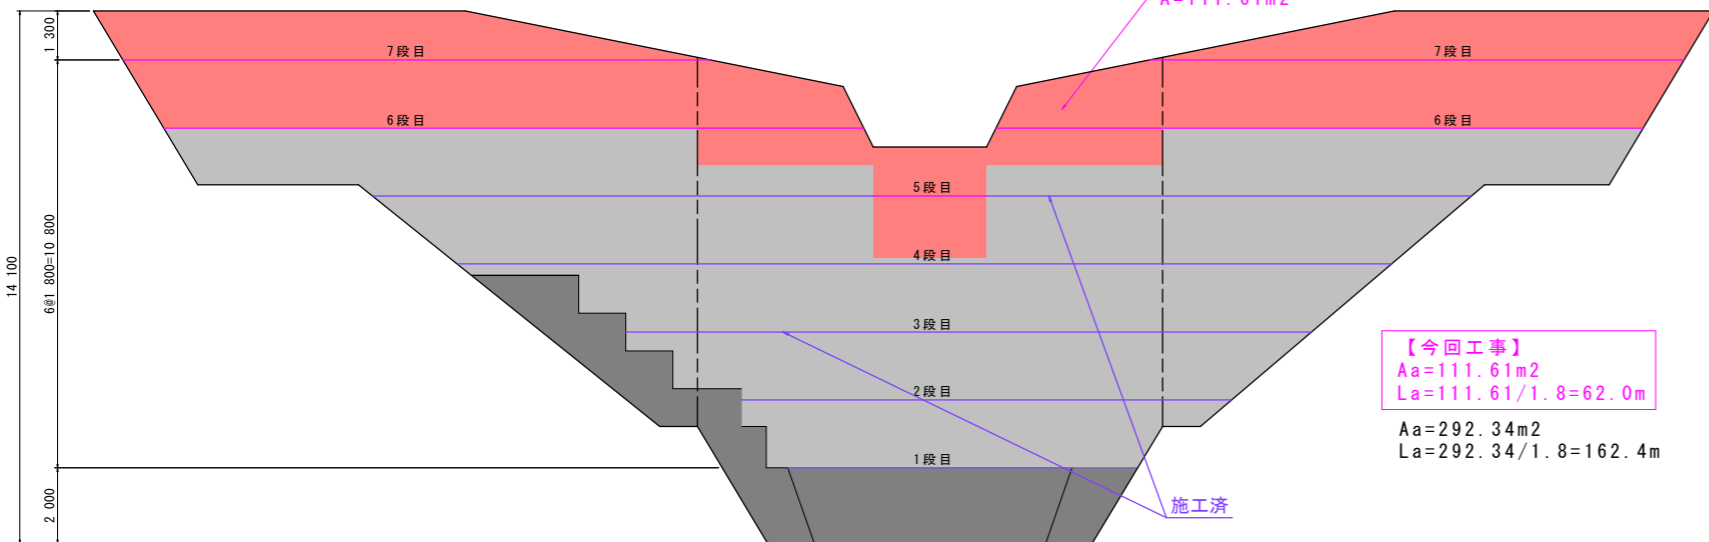 A=111.61m2
1 300
7段目
7段目
6段目
6段目
14 100
6@1 800=10 800
5段目
4段目
3段目
2段目
1段目
2 000
【今回工事】
Aa=111.61m2
La=111.61/1.8=62.0m
Aa=292.34m2
La=292.34/1.8=162.4m
施工済